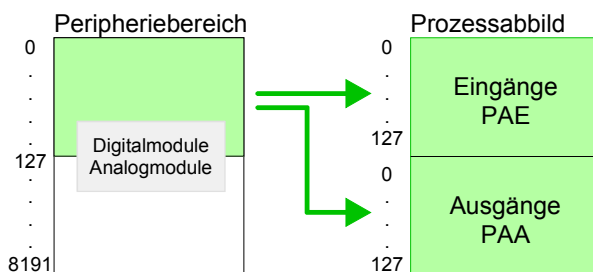 Peripheriebereich
0
.
.
.
.
127
.
.
.
.
8191
Digitalmodule
Analogmodule
Prozessabbild
0
.
.
.
127
Eingänge
PAE
0
.
.
.
127
Ausgänge
PAA